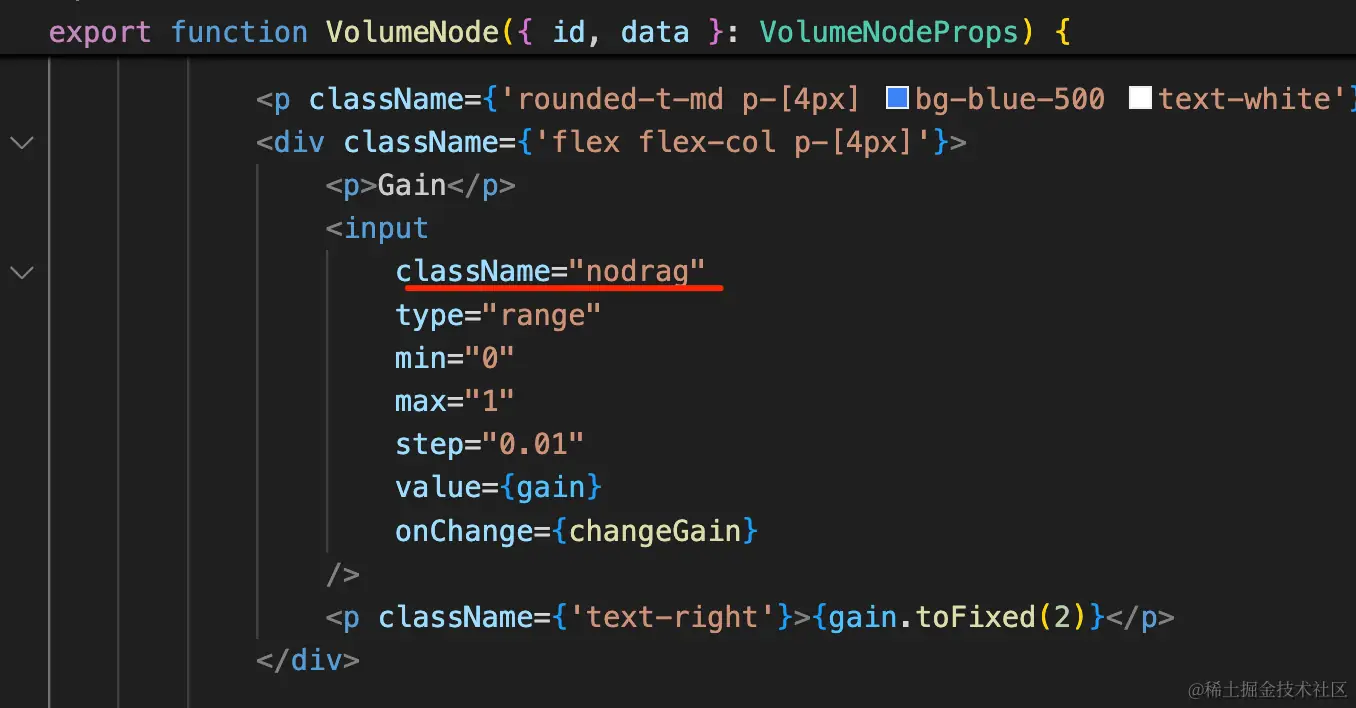 export function VolumeNode({ id, data }: VolumeNodeProps) {
<p className={'rounded-t-md p-[4px] bg-blue-500 text-white'}
<div className={'flex flex-col p-[4px]'}>
<p>Gain</p>
<input
className="nodrag"
type="range"
min="0"
max="1"
step="0.01"
value={gain}
onChange={changeGain}
/>
<p className={'text-right'}>{gain.toFixed(2)}</p>
</div>
@稀土掘金技术社区